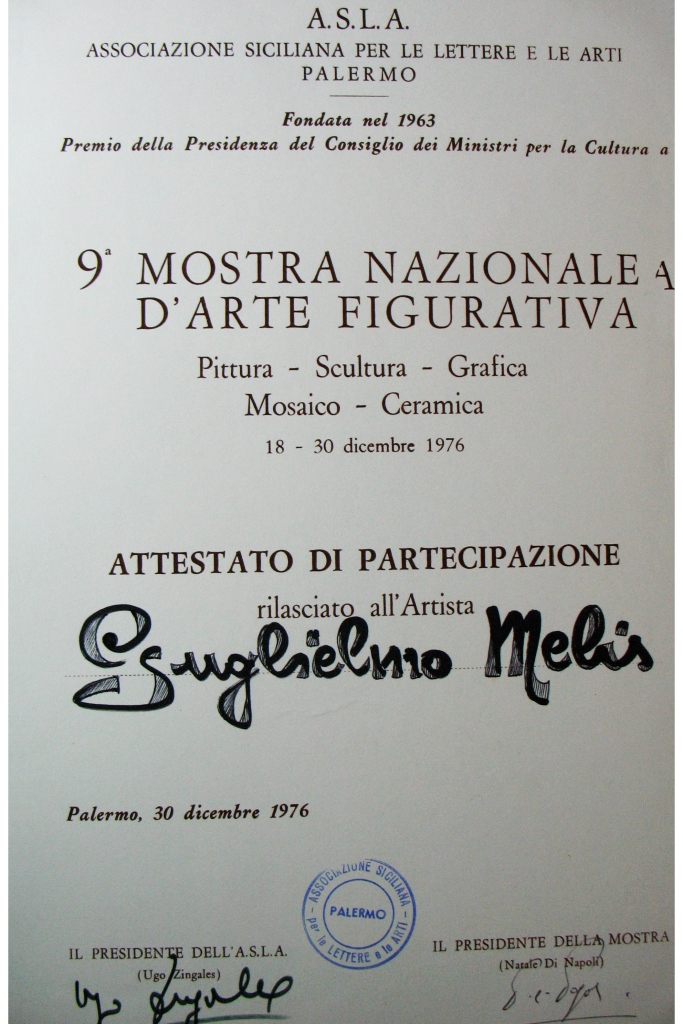 A.S.L.A.
ASSOCIAZIONE SICILIANA PER LE LETTERE E LE ARTI
PALERMO
Fondata nel 1963
Premio della Presidenza del Consiglio dei Ministri per la Cultura a
9ª MOSTRA NAZIONALE A
D'ARTE FIGURATIVA
Pittura - Scultura - Grafica
Mosaico - Ceramica
18 - 30 dicembre 1976
ATTESTATO DI PARTECIPAZIONE
rilasciato all'Artista
Guglielmo Melis
Palermo, 30 dicembre 1976
ASSOCIAZIONE SICILIANA
PALERMO
per le LETTERE e le ARTI
IL PRESIDENTE DELL'A.S.L.A.
(Ugo Zingales)
Ugo Zingales
IL PRESIDENTE DELLA MOSTRA
(Natale Di Napoli)